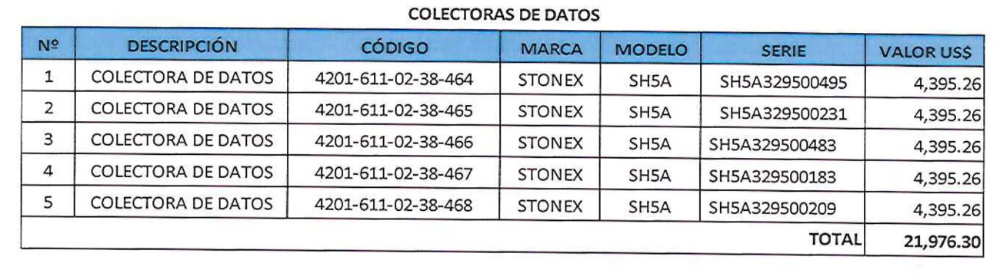 COLECTORAS DE DATOS
Nº DESCRIPCIÓN CÓDIGO MARCA MODELO SERIE VALOR US$
1 COLECTORA DE DATOS 4201-611-02-38-464 STONEX SH5A SH5A329500495 4,395.26
2 COLECTORA DE DATOS 4201-611-02-38-465 STONEX SH5A SH5A329500231 4,395.26
3 COLECTORA DE DATOS 4201-611-02-38-466 STONEX SH5A SH5A329500483 4,395.26
4 COLECTORA DE DATOS 4201-611-02-38-467 STONEX SH5A SH5A329500183 4,395.26
5 COLECTORA DE DATOS 4201-611-02-38-468 STONEX SH5A SH5A329500209 4,395.26
TOTAL 21,976.30